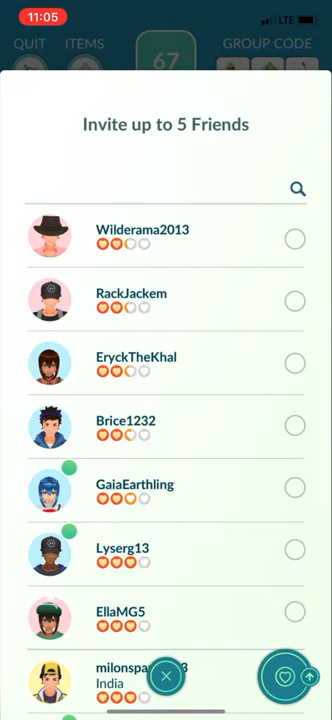 11:05
LTE
QUIT
ITEMS
67
GROUP CODE
Invite up to 5 Friends
Wilderama2013
RackJackem
EryckTheKhal
Brice1232
GaiaEarthling
Lyserg13
EllaMG5
India